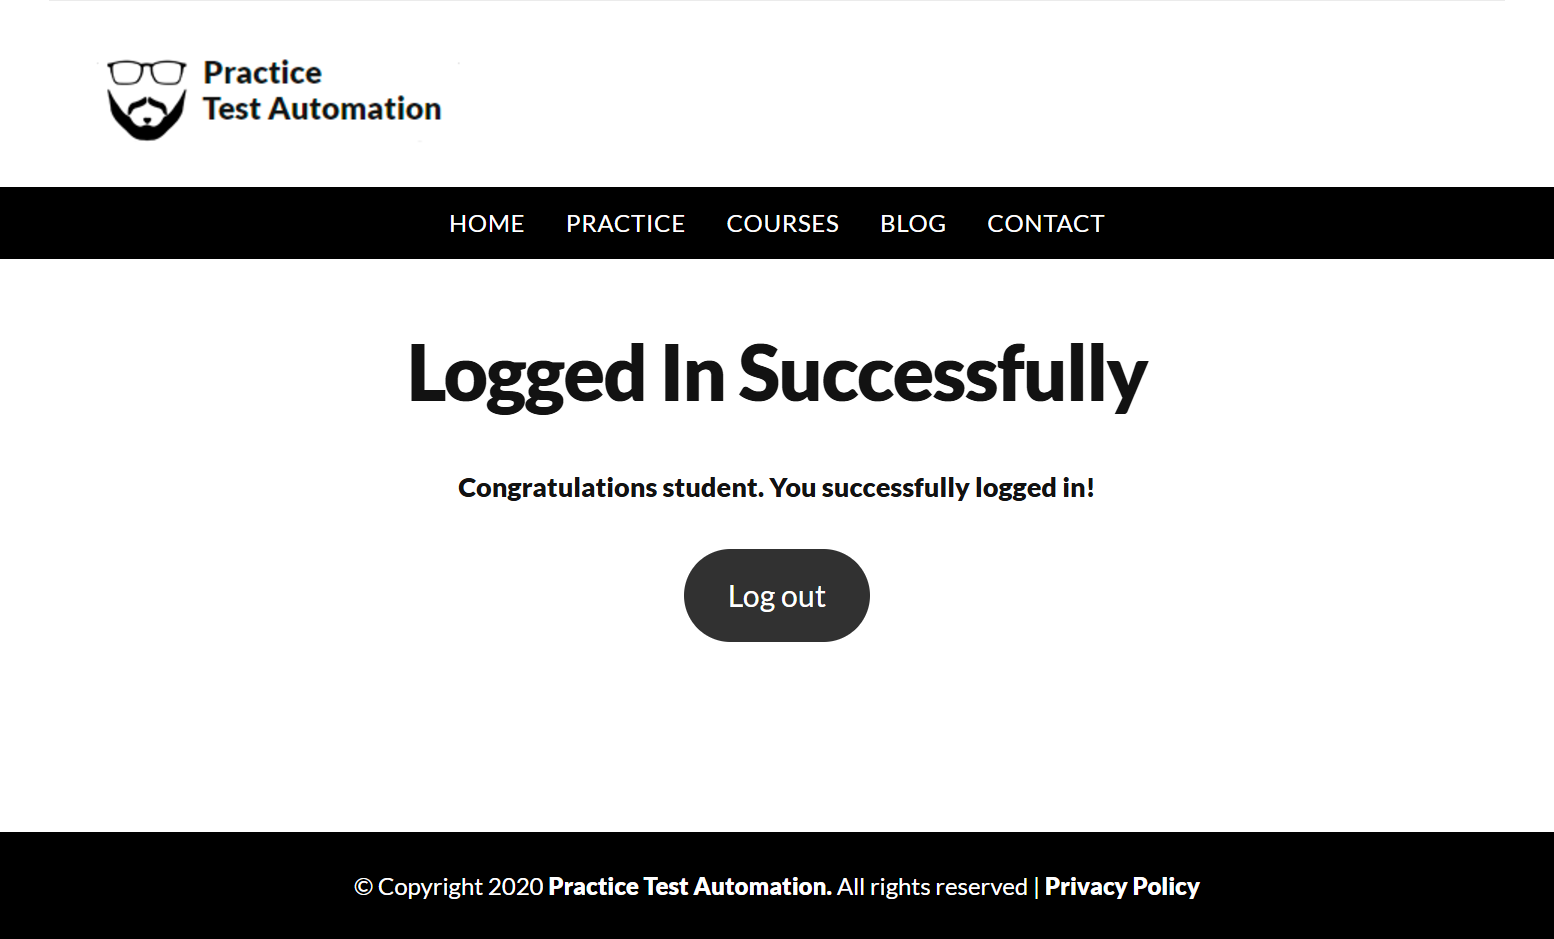 Practice
Test Automation
HOME PRACTICE COURSES BLOG CONTACT
Logged In Successfully
Congratulations student. You successfully logged in!
Log out
© Copyright 2020 Practice Test Automation. All rights reserved | Privacy Policy